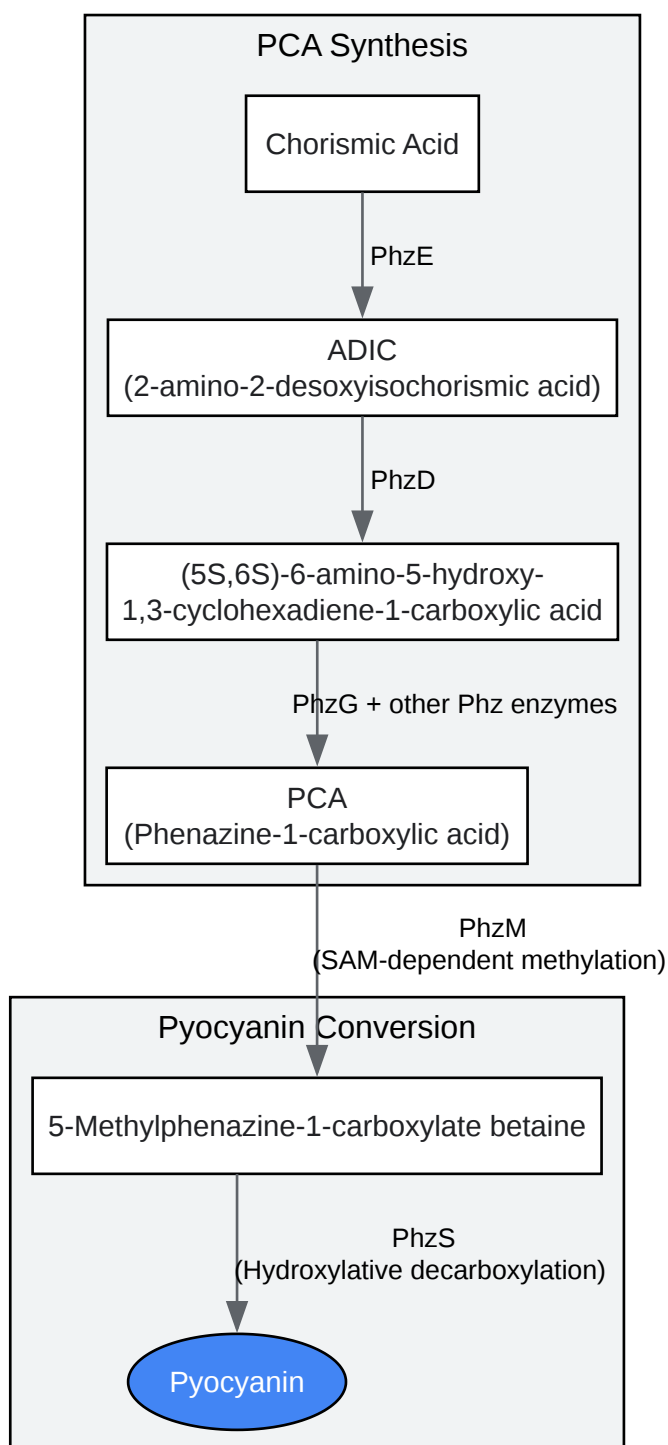 PCA Synthesis
Chorismic Acid
PhzE
ADIC
(2-amino-2-desoxyisochorismic acid)
PhzD
(5S,6S)-6-amino-5-hydroxy-
1,3-cyclohexadiene-1-carboxylic acid
PhzG + other Phz enzymes
PCA
(Phenazine-1-carboxylic acid)
PhzM
(SAM-dependent methylation)
Pyocyanin Conversion
5-Methylphenazine-1-carboxylate betaine
PhzS
(Hydroxylative decarboxylation)
Pyocyanin